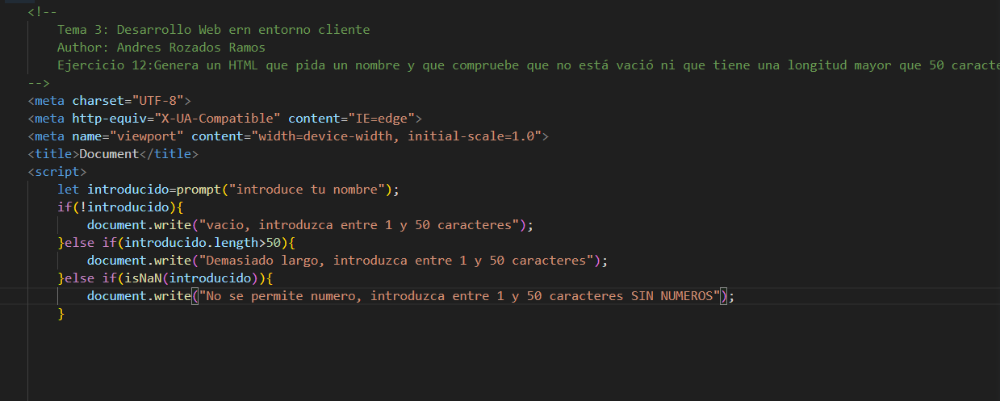 <!--
Tema 3: Desarrollo Web ern entorno cliente
Author: Andres Rozados Ramos
Ejercicio 12:Genera un HTML que pida un nombre y que compruebe que no está vació ni que tiene una longitud mayor que 50
-->
<meta charset="UTF-8">
<meta http-equiv="X-UA-Compatible" content="IE=edge">
<meta name="viewport" content="width=device-width, initial-scale=1.0">
<title>Document</title>
<script>
let introducido=prompt("introduce tu nombre");
if(!introducido){
document.write("vacio, introduzca entre 1 y 50 caracteres");
}else if(introducido.length>50){
document.write("Demasiado largo, introduzca entre 1 y 50 caracteres");
}else if(isNaN(introducido)){
document.write("No se permite numero, introduzca entre 1 y 50 caracteres SIN NUMEROS");
}